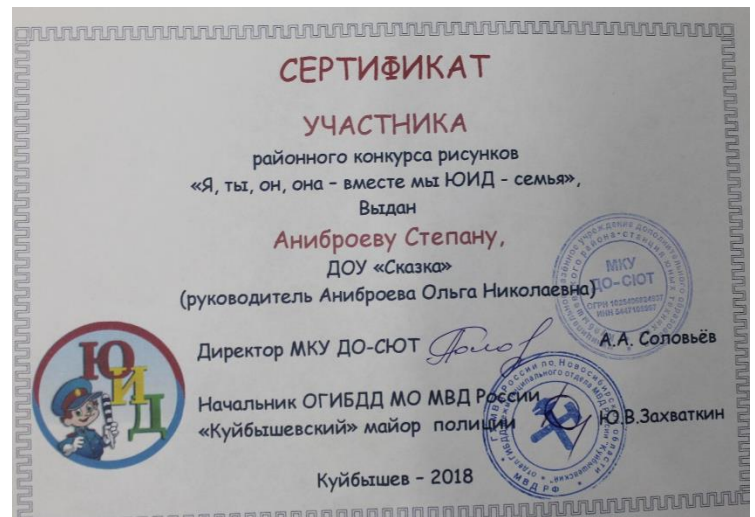 СЕРТИФИКАТ
УЧАСТНИКА
районного конкурса рисунков
«Я, ты, он, она – вместе мы ЮИД - семья»,
Выдан
Аниброеву Степану,
ДОУ «Сказка»
(руководитель Аниброева Ольга Николаевна)
МКУ
ДО-СЮТ
Директор МКУ ДО-СЮТ
А.А. Соловьёв
ЮИД
Начальник ОГИБДД МО МВД России
«Куйбышевский» майор полиции
Ю.В.Захваткин
МВД РФ
Куйбышев – 2018